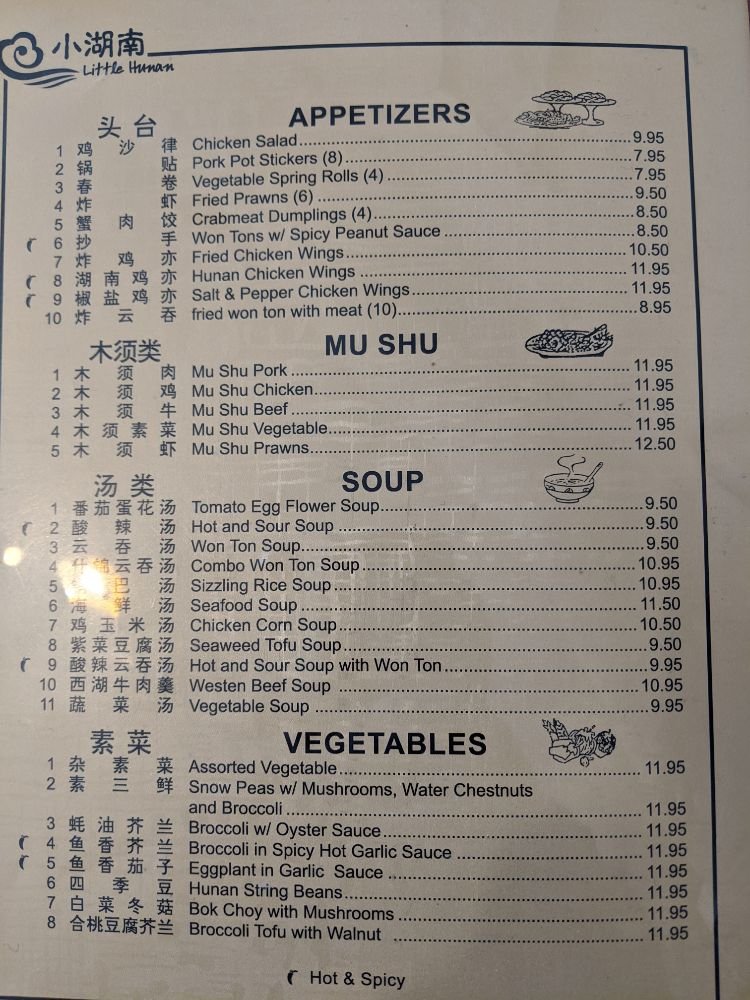 小湖南
Little Hunan
头台 APPETIZERS
1 鸡沙律 Chicken Salad 9.95
2 锅贴 Pork Pot Stickers (8) 7.95
3 春卷 Vegetable Spring Rolls (4) 7.95
4 炸虾 Fried Prawns (6) 9.50
5 蟹肉饺 Crabmeat Dumplings (4) 8.50
6 抄手 Won Tons w/ Spicy Peanut Sauce 8.50
7 炸鸡亦 Fried Chicken Wings 10.50
8 湖南鸡亦 Hunan Chicken Wings 11.95
9 椒盐鸡亦 Salt & Pepper Chicken Wings 11.95
10 炸云吞 fried won ton with meat (10) 8.95
木须类 MU SHU
1 木须肉 Mu Shu Pork 11.95
2 木须鸡 Mu Shu Chicken 11.95
3 木须牛 Mu Shu Beef 11.95
4 木须素菜 Mu Shu Vegetable 11.95
5 木须虾 Mu Shu Prawns 12.50
汤类 SOUP
1 番茄蛋花汤 Tomato Egg Flower Soup 9.50
2 酸辣汤 Hot and Sour Soup 9.50
3 云吞汤 Won Ton Soup 9.50
4 什锦云吞汤 Combo Won Ton Soup 10.95
5 巴汤 Sizzling Rice Soup 10.95
6 海鲜汤 Seafood Soup 11.50
7 鸡玉米汤 Chicken Corn Soup 10.50
8 紫菜豆腐汤 Seaweed Tofu Soup 9.50
9 酸辣云吞汤 Hot and Sour Soup with Won Ton 9.95
10 西湖牛肉羹 Westen Beef Soup 10.95
11 蔬菜汤 Vegetable Soup 9.95
素菜 VEGETABLES
1 杂素菜 Assorted Vegetable 11.95
2 素三鲜 Snow Peas w/ Mushrooms, Water Chestnuts
and Broccoli 11.95
3 蚝油芥兰 Broccoli w/ Oyster Sauce 11.95
4 鱼香芥兰 Broccoli in Spicy Hot Garlic Sauce 11.95
5 鱼香茄子 Eggplant in Garlic Sauce 11.95
6 四季豆 Hunan String Beans 11.95
7 白菜冬菇 Bok Choy with Mushrooms 11.95
8 合桃豆腐芥兰 Broccoli Tofu with Walnut 11.95
Hot & Spicy